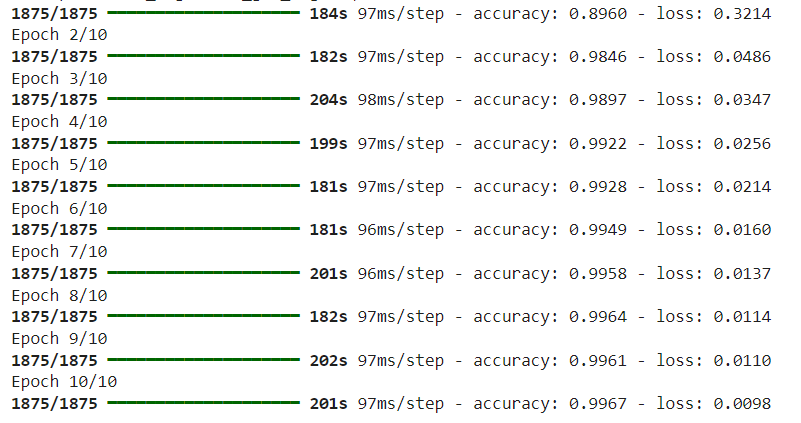 1875/1875 ━━━━━━━━━━━━━━━━━━━━ 184s 97ms/step - accuracy: 0.8960 - loss: 0.3214
Epoch 2/10
1875/1875 ━━━━━━━━━━━━━━━━━━━━ 182s 97ms/step - accuracy: 0.9846 - loss: 0.0486
Epoch 3/10
1875/1875 ━━━━━━━━━━━━━━━━━━━━ 204s 98ms/step - accuracy: 0.9897 - loss: 0.0347
Epoch 4/10
1875/1875 ━━━━━━━━━━━━━━━━━━━━ 199s 97ms/step - accuracy: 0.9922 - loss: 0.0256
Epoch 5/10
1875/1875 ━━━━━━━━━━━━━━━━━━━━ 181s 97ms/step - accuracy: 0.9928 - loss: 0.0214
Epoch 6/10
1875/1875 ━━━━━━━━━━━━━━━━━━━━ 181s 96ms/step - accuracy: 0.9949 - loss: 0.0160
Epoch 7/10
1875/1875 ━━━━━━━━━━━━━━━━━━━━ 201s 96ms/step - accuracy: 0.9958 - loss: 0.0137
Epoch 8/10
1875/1875 ━━━━━━━━━━━━━━━━━━━━ 182s 97ms/step - accuracy: 0.9964 - loss: 0.0114
Epoch 9/10
1875/1875 ━━━━━━━━━━━━━━━━━━━━ 202s 97ms/step - accuracy: 0.9961 - loss: 0.0110
Epoch 10/10
1875/1875 ━━━━━━━━━━━━━━━━━━━━ 201s 97ms/step - accuracy: 0.9967 - loss: 0.0098